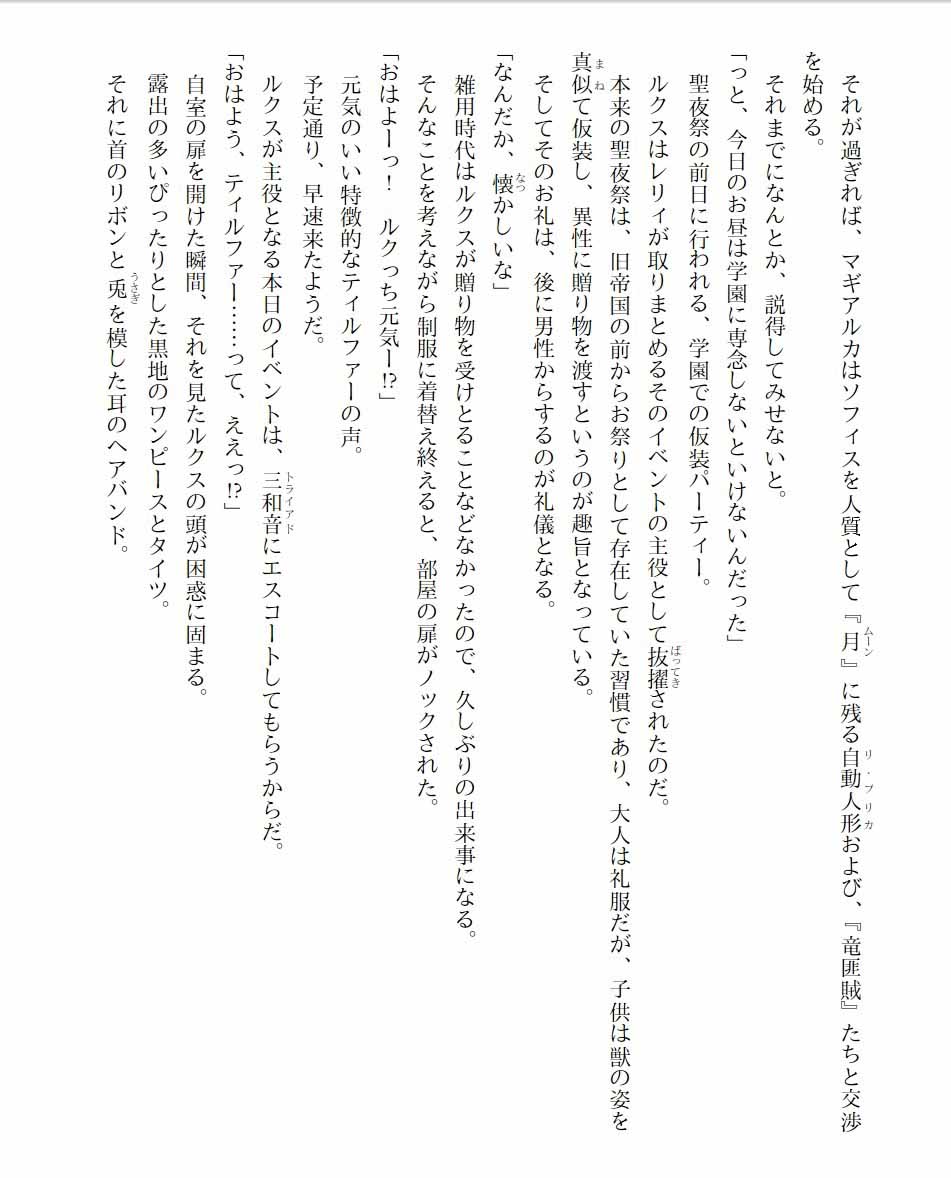 それが過ぎれば、マギアルカはソフィスを人質として『月』に残る自動人形および、『竜匪賊』たちと交渉
を始める。
それまでになんとか、説得してみせないと。
「っと、今日のお昼は学園に専念しないといけないんだった」
聖夜祭の前日に行われる、学園での仮装パーティー。
ルクスはレリィが取りまとめるそのイベントの主役として抜擢されたのだ。
本来の聖夜祭は、旧帝国の前からお祭りとして存在していた習慣であり、大人は礼服だが、子供は獣の姿を
真似て仮装し、異性に贈り物を渡すというのが趣旨となっている。
そしてそのお礼は、後に男性からするのが礼儀となる。
「なんだか、懐かしいな」
雑用時代はルクスが贈り物を受けとることなどなかったので、久しぶりの出来事になる。
そんなことを考えながら制服に着替え終えると、部屋の扉がノックされた。
「おはよーっ！　ルクっち元気ー!?」
元気のいい特徴的なティルファーの声。
予定通り、早速来たようだ。
ルクスが主役となる本日のイベントは、三和音にエスコートしてもらうからだ。
「おはよう、ティルファー……って、ええっ!?」
自室の扉を開けた瞬間、それを見たルクスの頭が困惑に固まる。
露出の多いぴったりとした黒地のワンピースとタイツ。
それに首のリボンと兎を模した耳のヘアバンド。
ムーン
リ・プリカ
ばってき
まね
なつ
トライアド
うさぎ